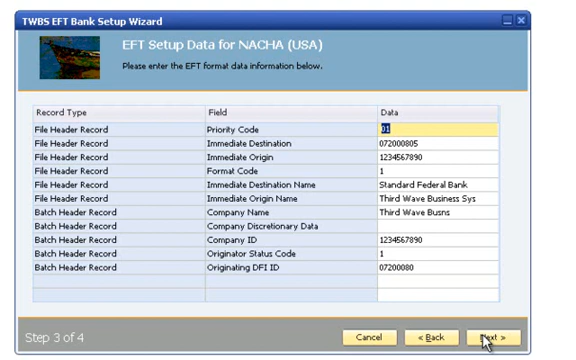 TWBS EFT Bank Setup Wizard
EFT Setup Data for NACHA (USA)
Please enter the EFT format data information below.
Record Type Field Data
File Header Record Priority Code 01
File Header Record Immediate Destination 072000805
File Header Record Immediate Origin 1234567890
File Header Record Format Code 1
File Header Record Immediate Destination Name Standard Federal Bank
File Header Record Immediate Origin Name Third Wave Business Sys
Batch Header Record Company Name Third Wave Busns
Batch Header Record Company Discretionary Data
Batch Header Record Company ID 1234567890
Batch Header Record Originator Status Code 1
Batch Header Record Originating DFI ID 07200080
Step 3 of 4 Cancel < Back Next >